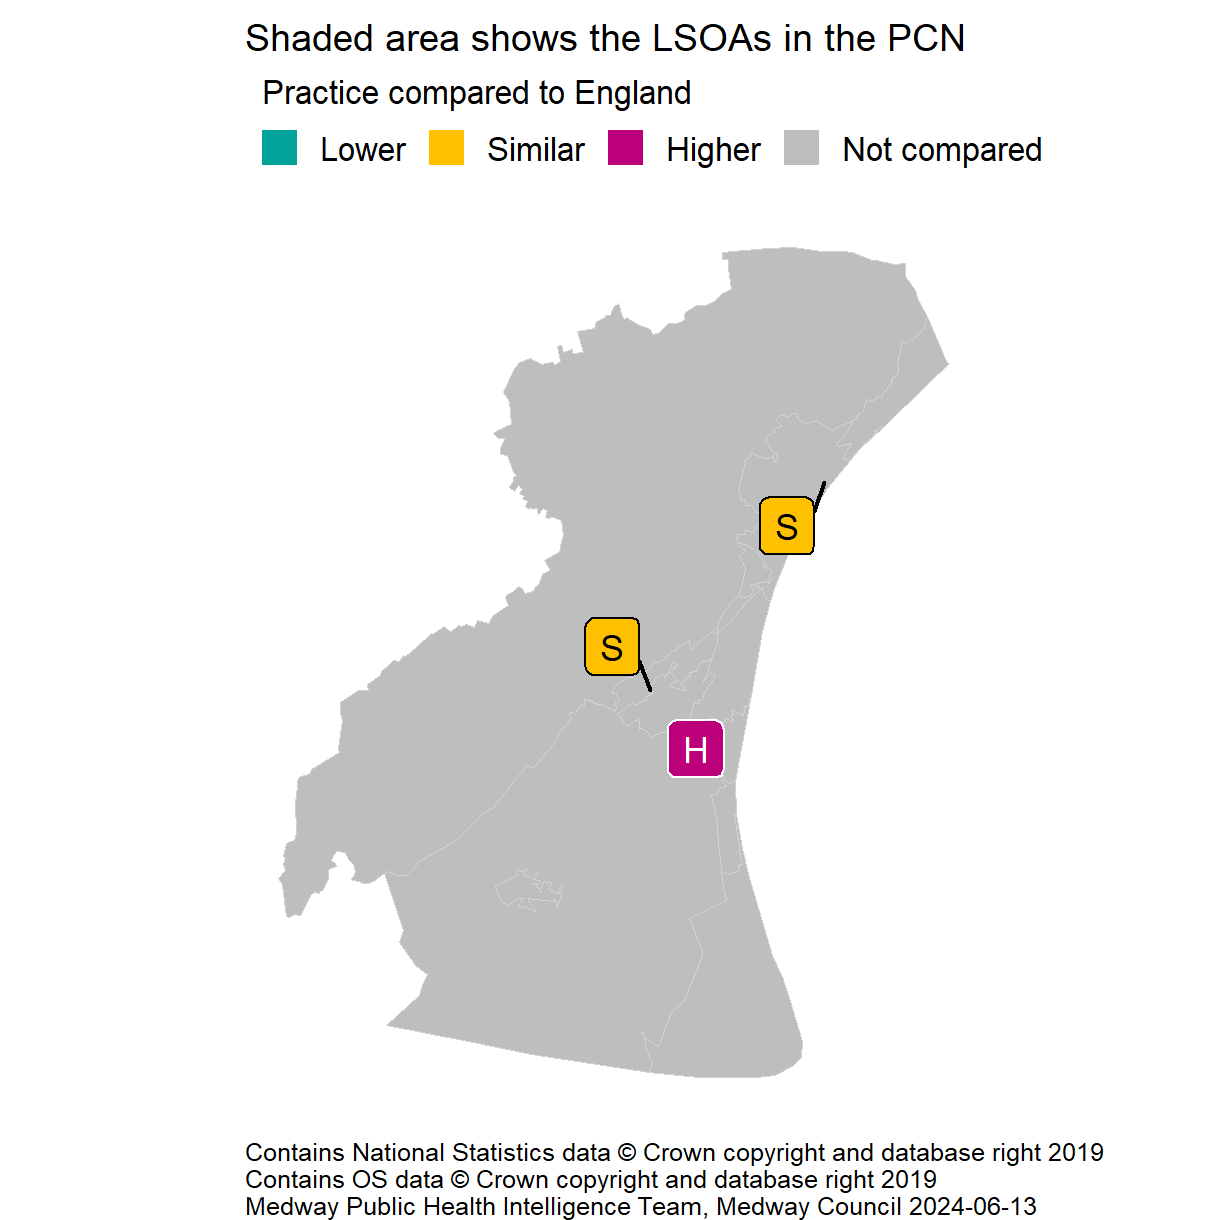 Shaded area shows the LSOAs in the PCN
Practice compared to England
Lower Similar Higher Not compared
S
S
H
Contains National Statistics data © Crown copyright and database right 2019
Contains OS data © Crown copyright and database right 2019
Medway Public Health Intelligence Team, Medway Council 2024-06-13